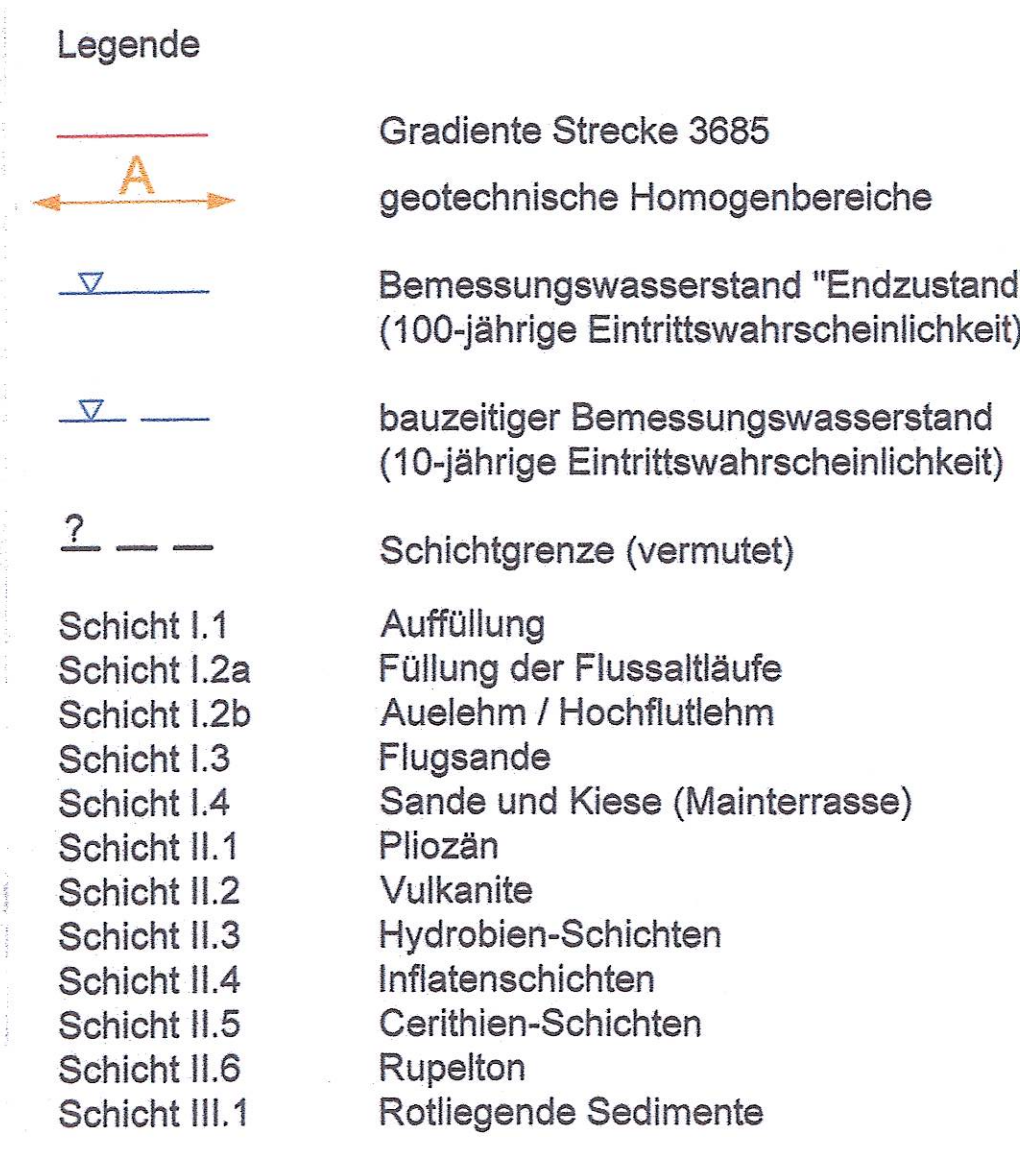 Legende
Gradiente Strecke 3685
A
geotechnische Homogenbereiche
Bemessungswasserstand "Endzustand
(100-jährige Eintrittswahrscheinlichkeit)
bauzeitiger Bemessungswasserstand
(10-jährige Eintrittswahrscheinlichkeit)
?
Schichtgrenze (vermutet)
Schicht I.1 Auffüllung
Schicht I.2a Füllung der Flussaltläufe
Schicht I.2b Auelehm / Hochflutlehm
Schicht I.3 Flugsande
Schicht I.4 Sande und Kiese (Mainterrasse)
Schicht II.1 Pliozän
Schicht II.2 Vulkanite
Schicht II.3 Hydrobien-Schichten
Schicht II.4 Inflatenschichten
Schicht II.5 Cerithien-Schichten
Schicht II.6 Rupelton
Schicht III.1 Rotliegende Sedimente